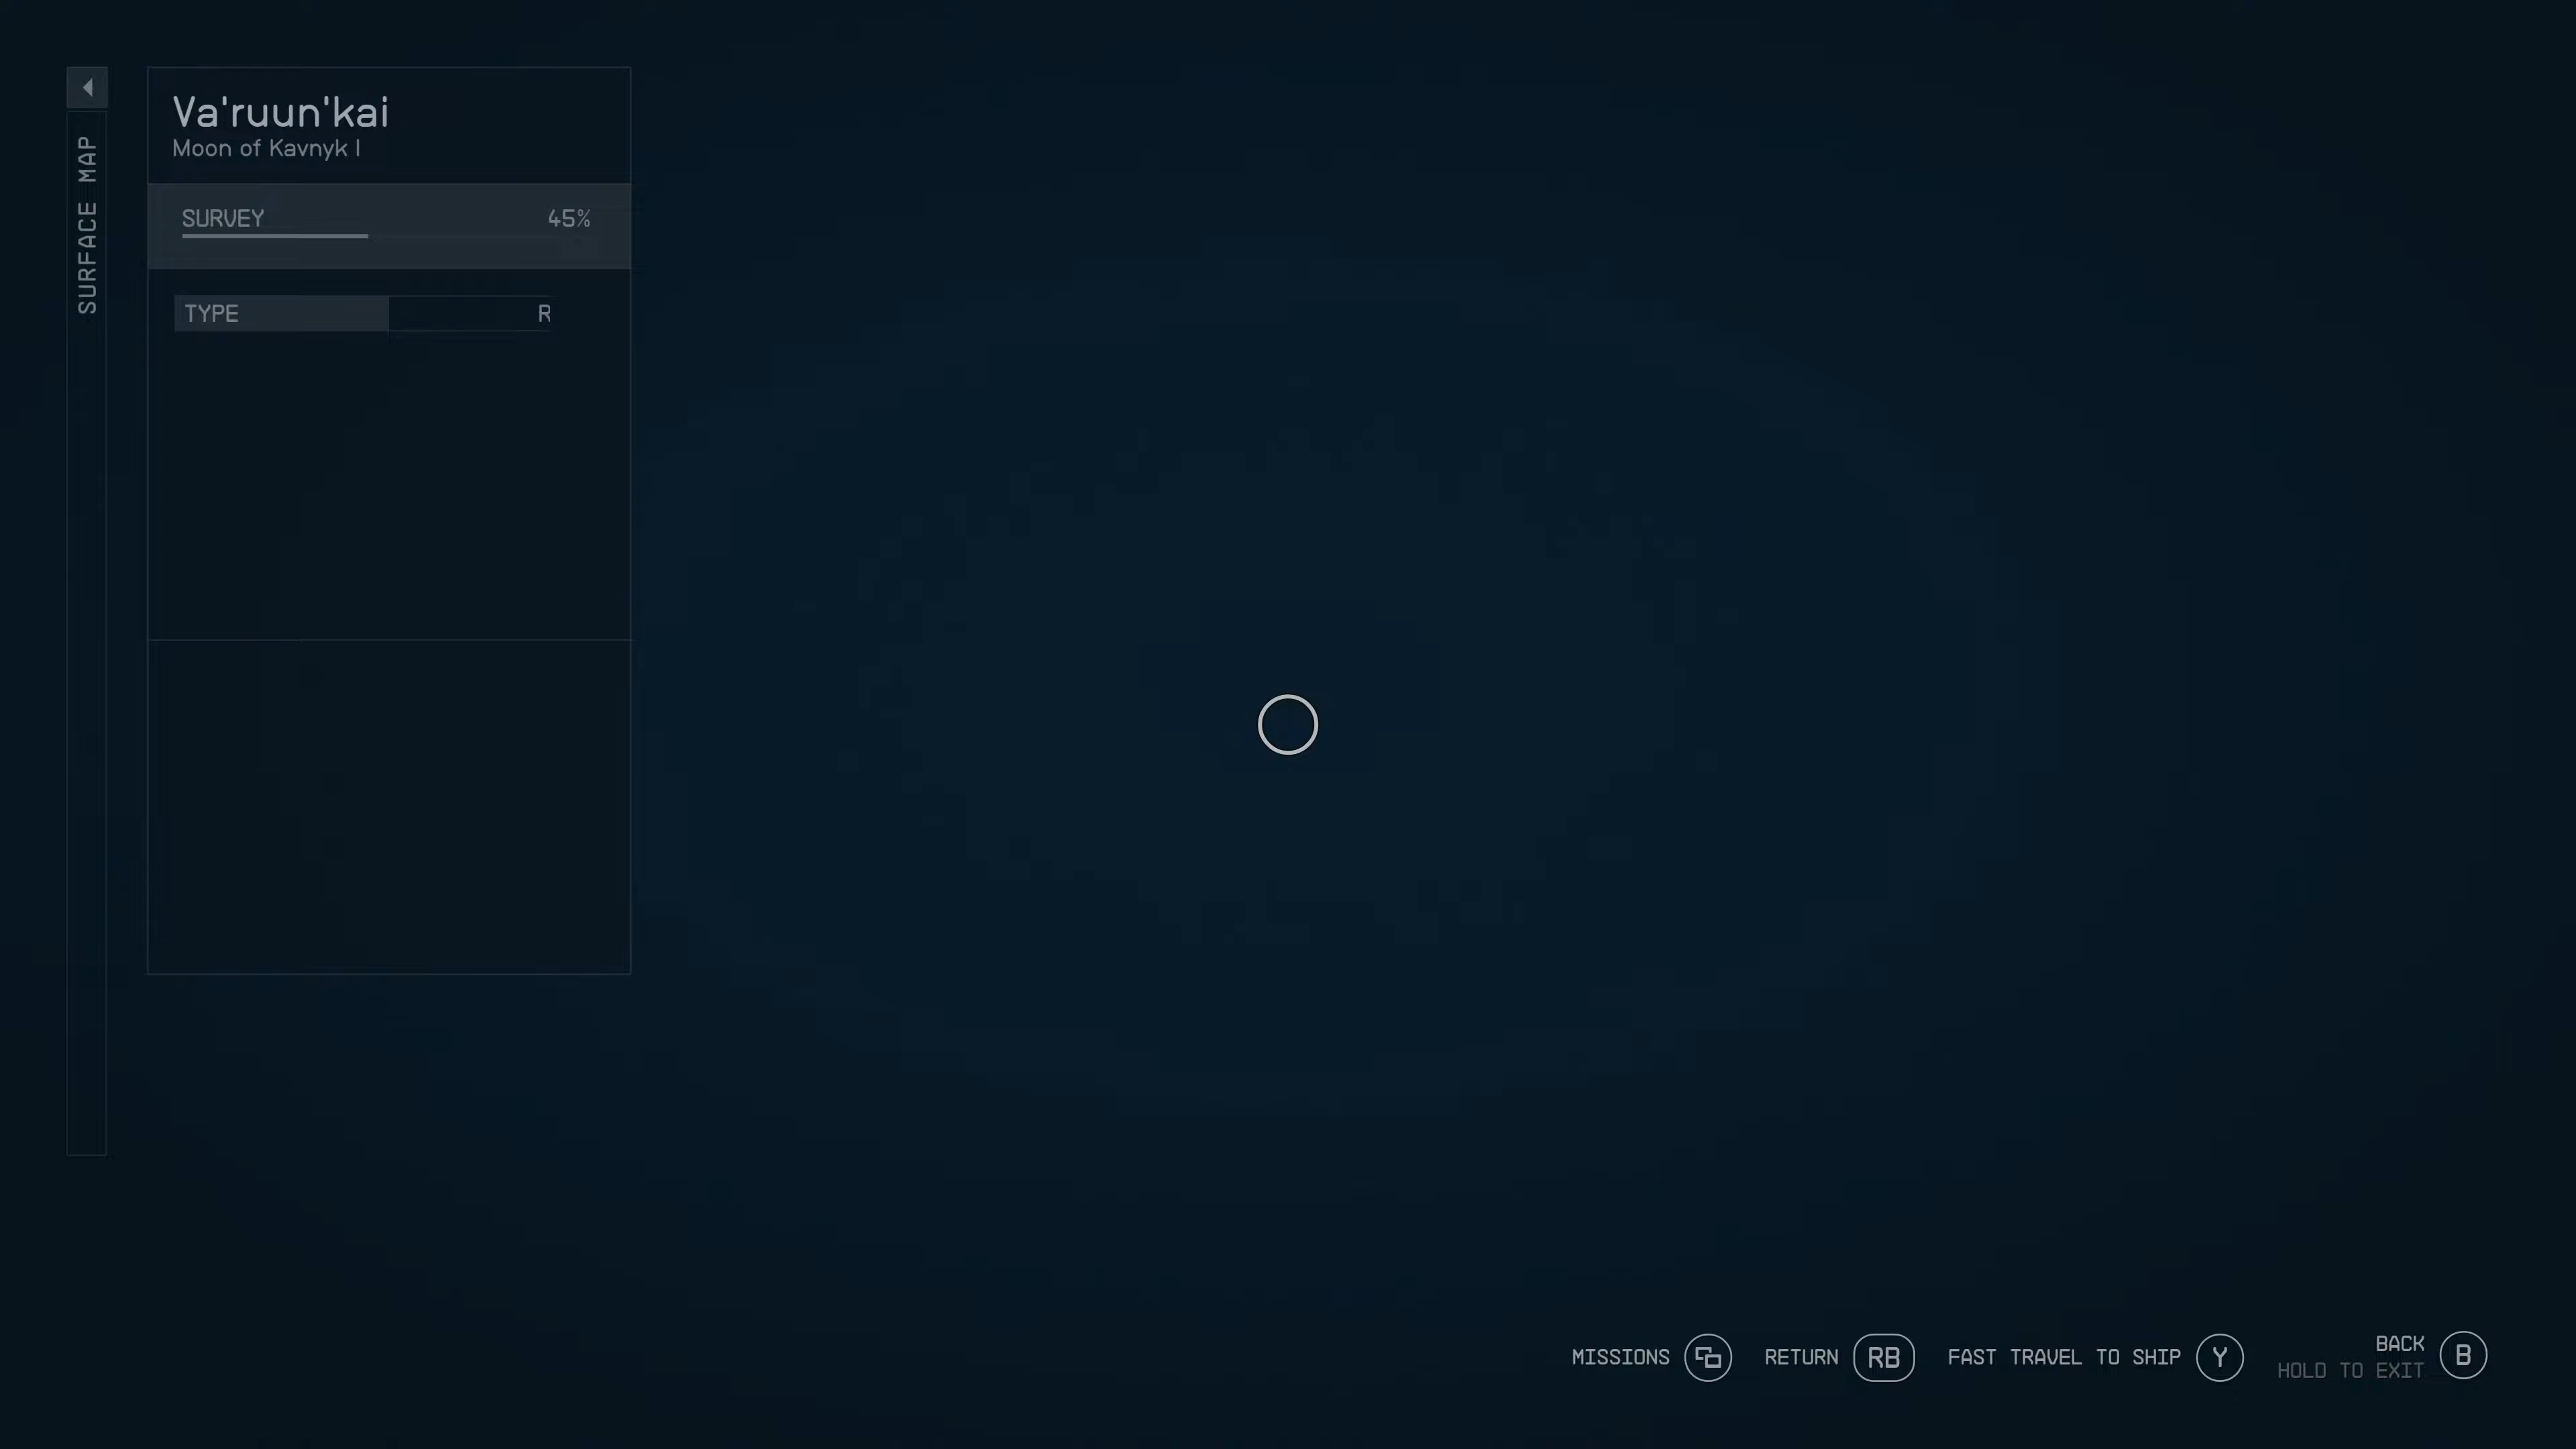 SURFACE MAP
Va'ruun'kai
Moon of Kavnyk I
SURVEY 45%
TYPE R
MISSIONS RETURN RB FAST TRAVEL TO SHIP Y BACK B
HOLD TO EXIT